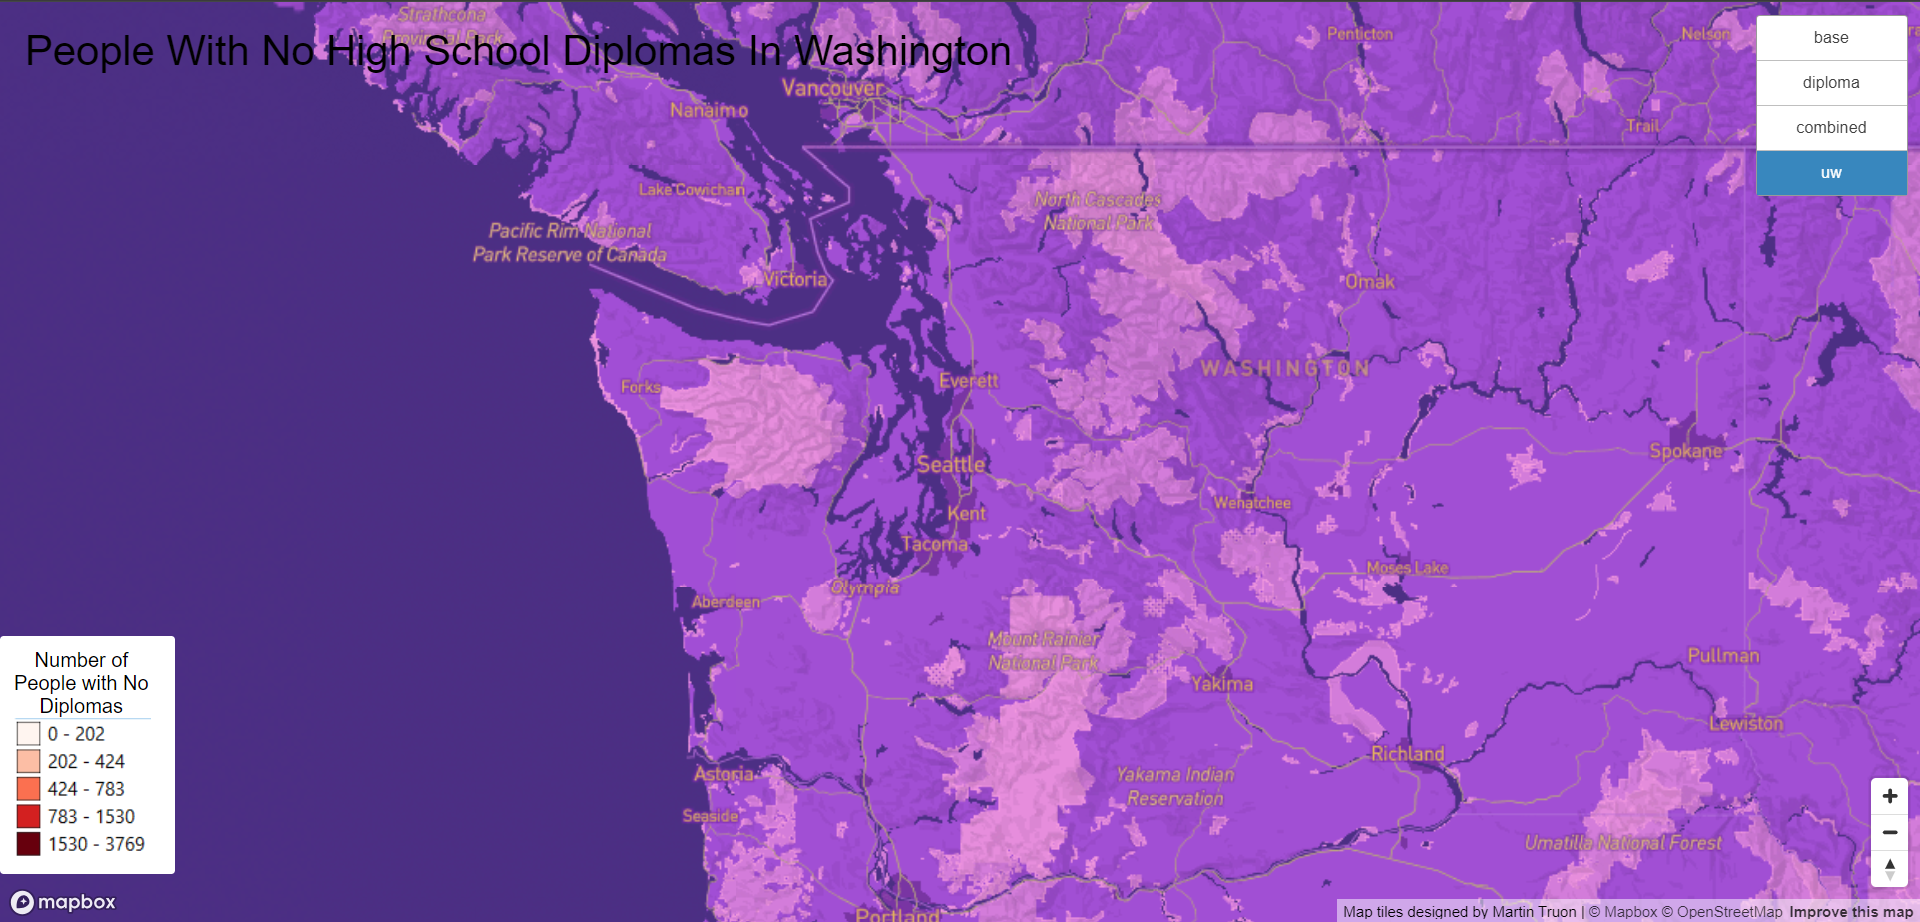 People With No High School Diplomas In Washington
base
diploma
combined
uw
Strathcona
Provincial Park
Penticton
Nelson
Vancouver
Nanaimo
Trail
Lake Cowichan
North Cascades
National Park
Pacific Rim National
Park Reserve of Canada
Victoria
Omak
WASHINGTON
Forks
Everett
Seattle
Spokane
Wenatchee
Kent
Tacoma
Moses Lake
Olympia
Aberdeen
Mount Rainier
National Park
Pullman
Yakima
Lewiston
Richland
Astoria
Yakama Indian
Reservation
Seaside
Umatilla National Forest
Portland
Number of
People with No
Diplomas
0 - 202
202 - 424
424 - 783
783 - 1530
1530 - 3769
mapbox
Map tiles designed by Martin Truon | © Mapbox © OpenStreetMap Improve this map